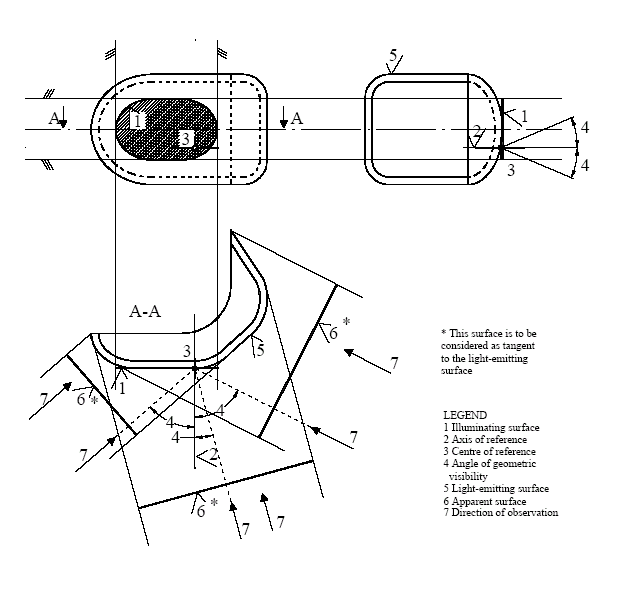 5
A
1
3
A
2
1
4
4
3
A-A
3
5
6 *
7
* This surface is to be
considered as tangent
to the light-emitting
surface
1
7
6 *
4
4
4
7
2
7
6 *
7
7
LEGEND
1 Illuminating surface
2 Axis of reference
3 Centre of reference
4 Angle of geometric
visibility
5 Light-emitting surface
6 Apparent surface
7 Direction of observation